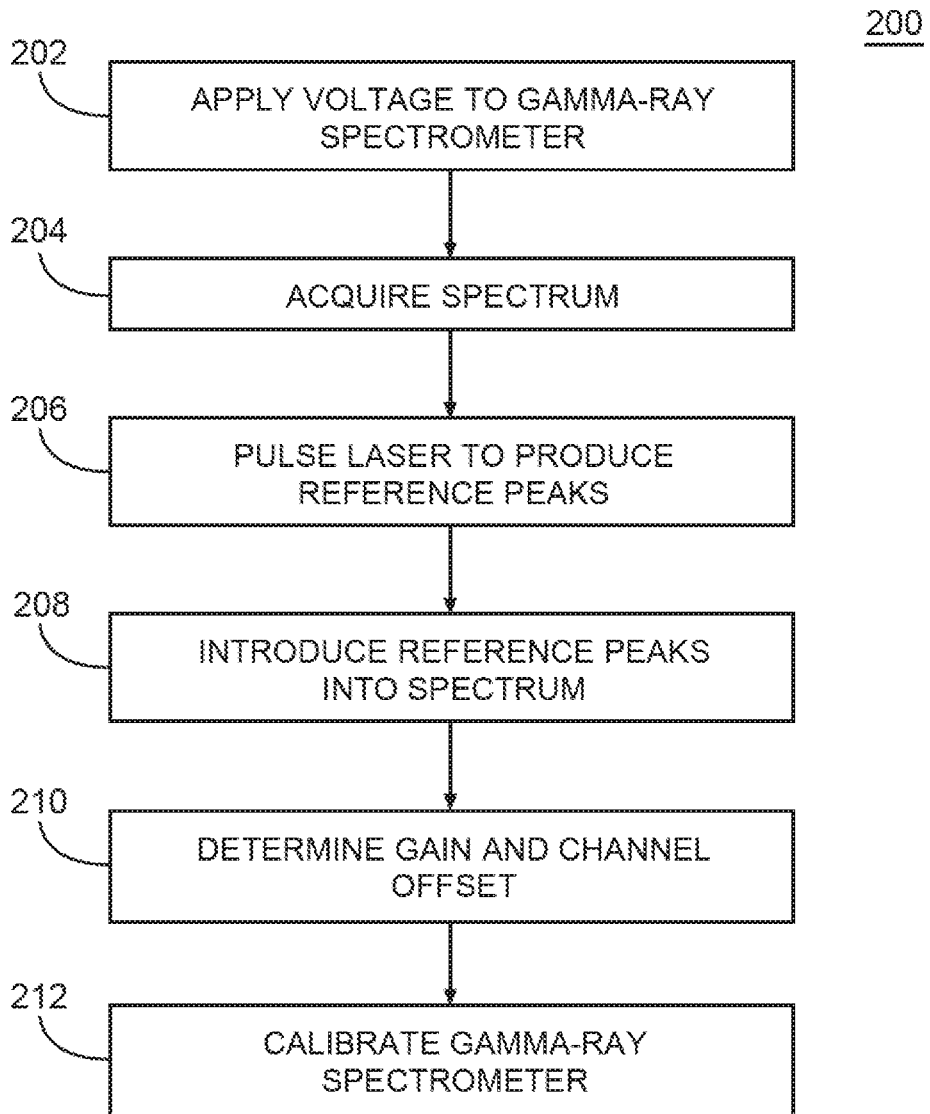 200
202
APPLY VOLTAGE TO GAMMA-RAY
SPECTROMETER
204
ACQUIRE SPECTRUM
206
PULSE LASER TO PRODUCE
REFERENCE PEAKS
208
INTRODUCE REFERENCE PEAKS
INTO SPECTRUM
210
DETERMINE GAIN AND CHANNEL
OFFSET
212
CALIBRATE GAMMA-RAY
SPECTROMETER